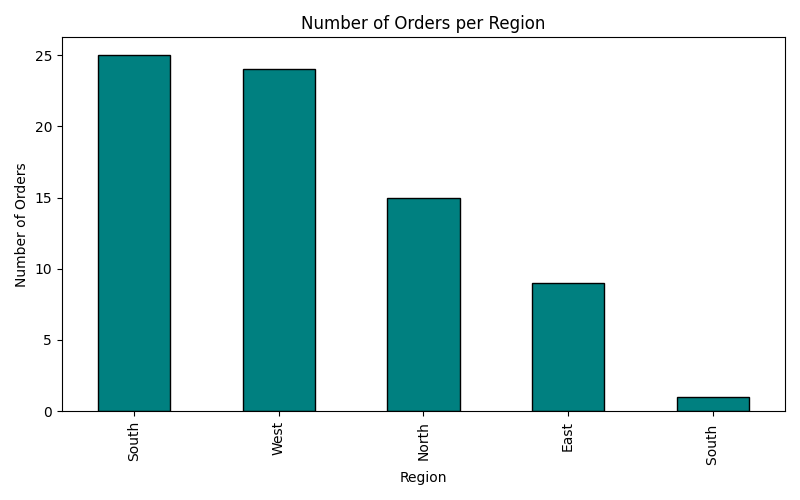 Number of Orders per Region
Number of Orders
25
20
15
10
5
0
South
West
North
East
South
Region